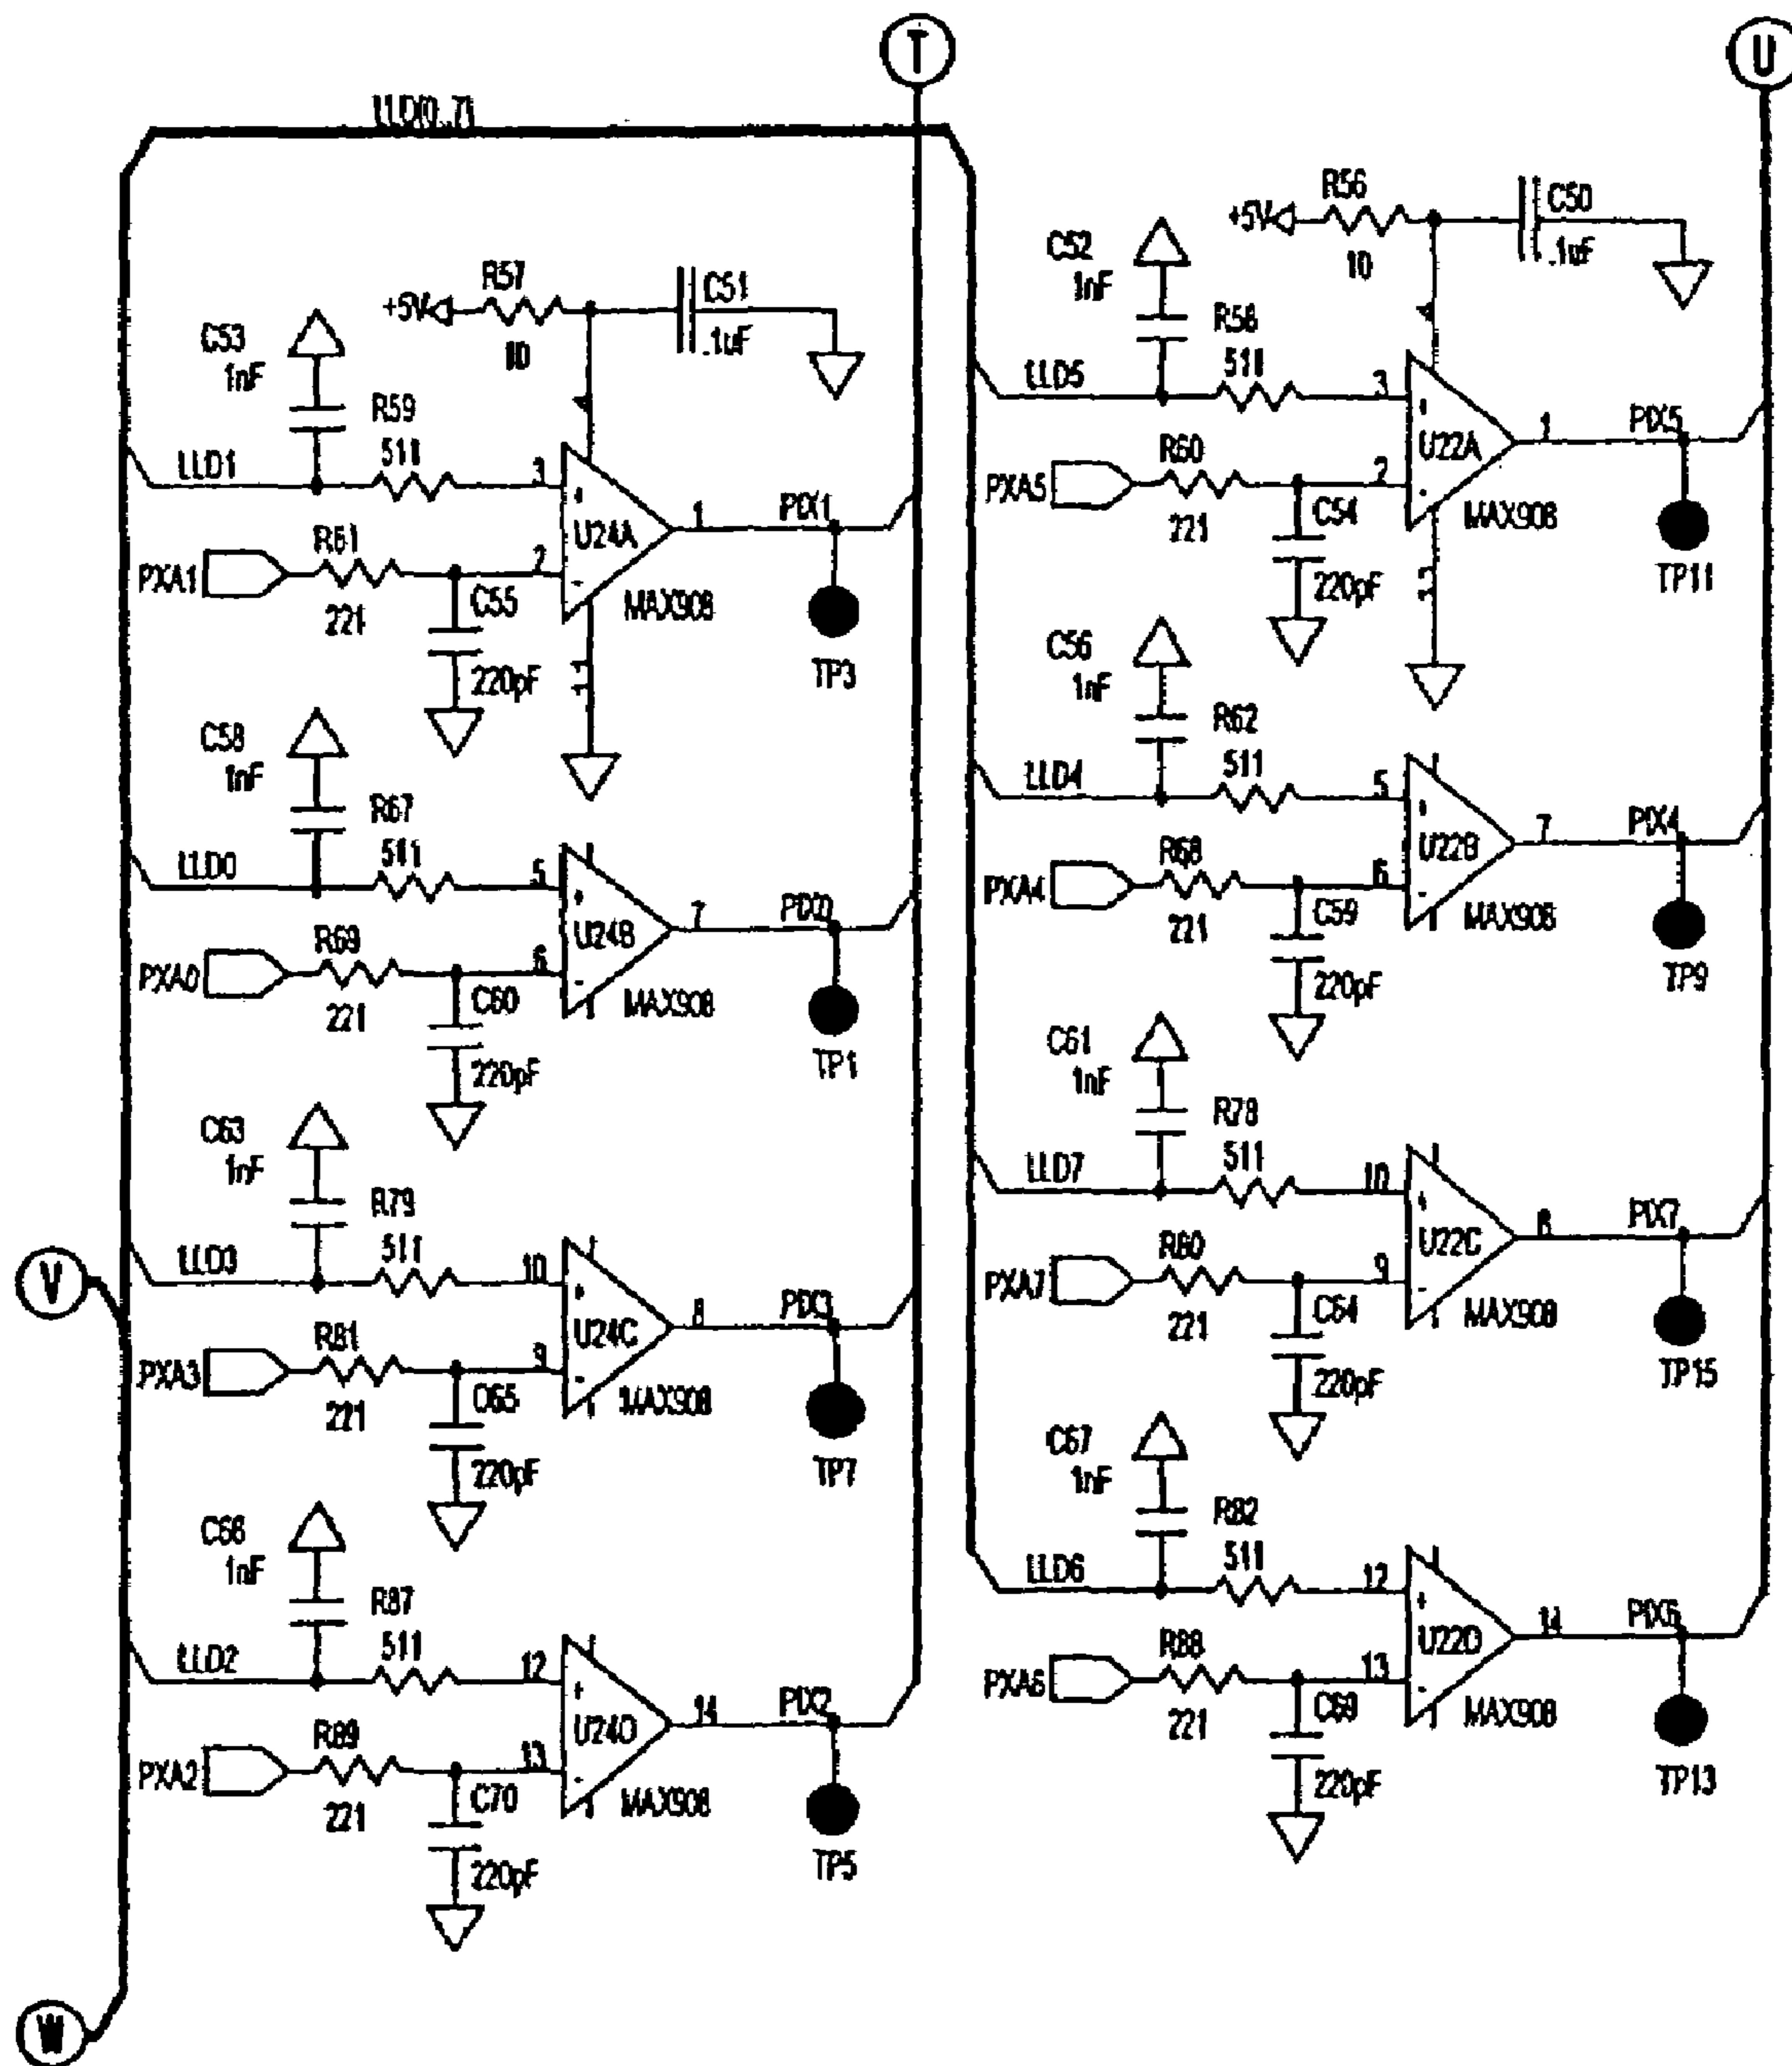 T
U
LLD[0..7]
+5V
R57
10
C51
.1uF
C53
1nF
R59
511
LLD1
3
+
U24A
1
PIX1
PXA1
R61
221
2
-
C55
220pF
11
MAX908
TP3
C58
1nF
R67
511
LLD0
5
+
U24B
7
PIX0
PXA0
R69
221
6
-
C60
220pF
MAX908
TP1
C63
1nF
R79
511
LLD3
10
+
U24C
8
PIX3
V
PXA3
R81
221
9
-
C65
220pF
MAX908
TP7
1nF
R87
511
LLD2
12
+
U24D
14
PIX2
PXA2
R89
221
13
-
C70
220pF
MAX908
TP5
W
+5V
R56
10
C50
.1uF
C52
1nF
R58
511
LLD5
3
+
U22A
1
PIX5
PXA5
R60
221
2
-
C54
220pF
11
MAX908
TP11
C56
1nF
R62
511
LLD4
5
+
U22B
7
PIX4
PXA4
R68
221
6
-
C59
220pF
MAX908
TP9
C61
1nF
R78
511
LLD7
10
+
U22C
8
PIX7
PXA7
R80
221
9
-
C64
220pF
MAX908
TP15
C67
1nF
R82
511
LLD6
12
+
U22D
14
PIX6
PXA6
R88
221
13
-
C69
220pF
MAX908
TP13